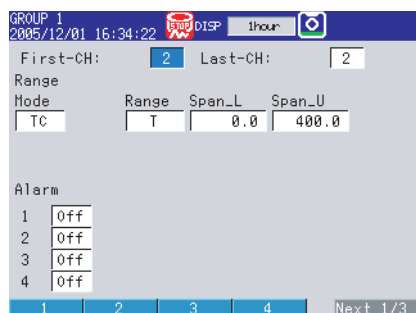 GROUP 1
2005/12/01 16:34:22 STOP DISP 1hour
First-CH: 2 Last-CH: 2
Range
Mode Range Span_L Span_U
TC T 0.0 400.0
Alarm
1 Off
2 Off
3 Off
4 Off
1 2 3 4 Next 1/3